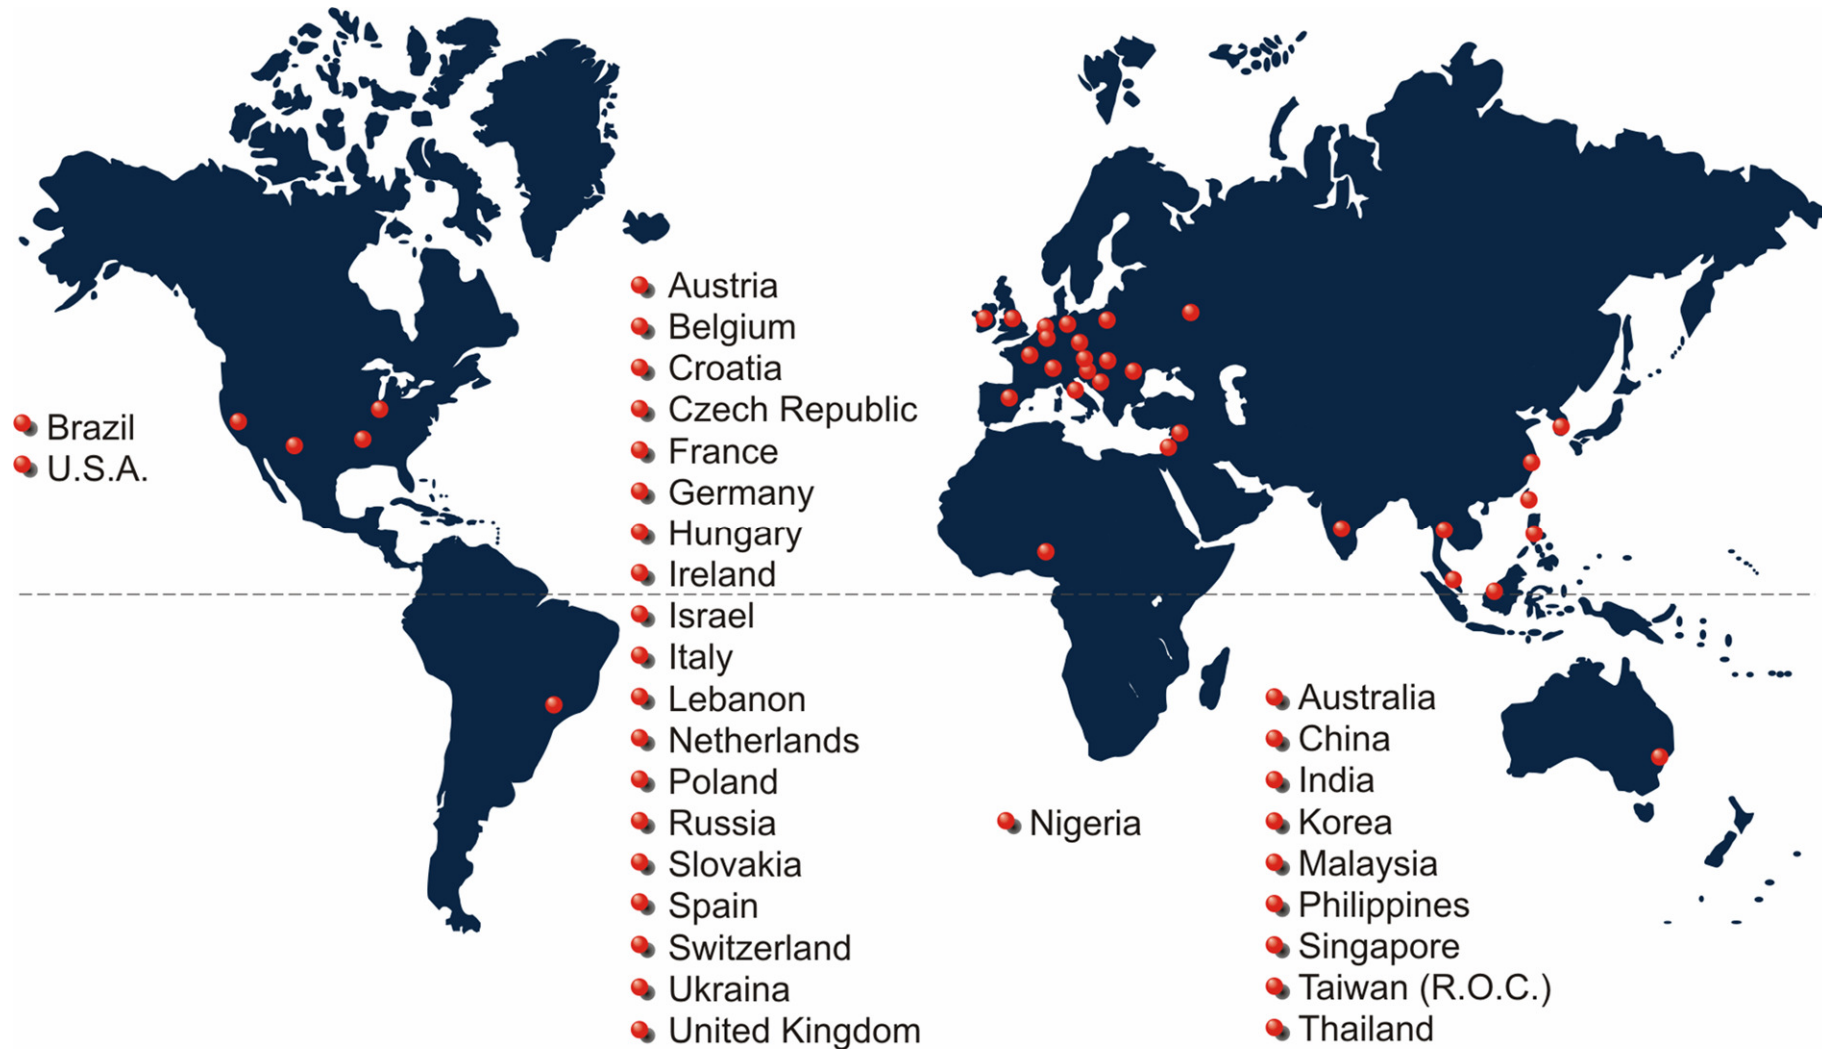 Brazil
U.S.A.
Austria
Belgium
Croatia
Czech Republic
France
Germany
Hungary
Ireland
Israel
Italy
Lebanon
Netherlands
Poland
Russia
Slovakia
Spain
Switzerland
Ukraina
United Kingdom
Nigeria
Australia
China
India
Korea
Malaysia
Philippines
Singapore
Taiwan (R.O.C.)
Thailand